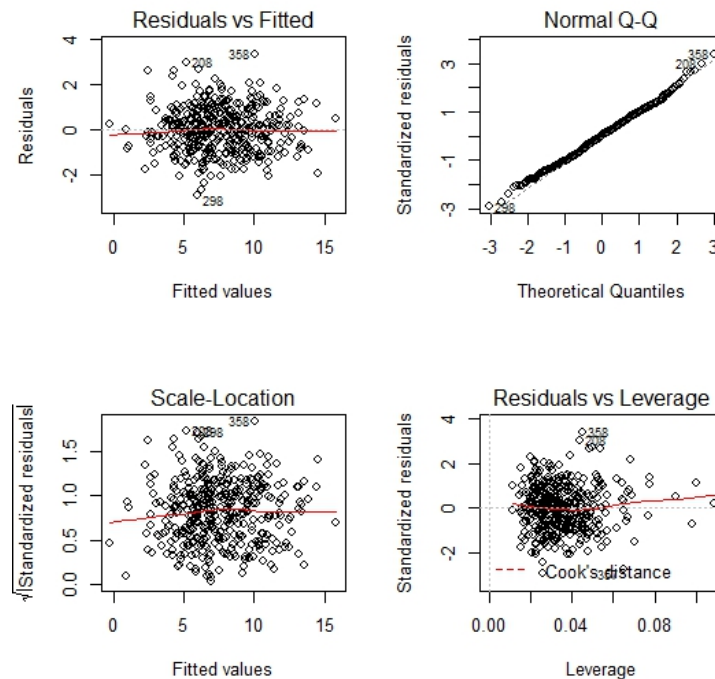 Residuals vs Fitted
Residuals
4
2
0
-2
208
358
298
0 5 10 15
Fitted values
Normal Q-Q
Standardized residuals
3
1
-1
-3
358
208
298
-3 -2 -1 0 1 2 3
Theoretical Quantiles
Scale-Location
√|Standardized residuals|
1.5
1.0
0.5
0.0
358
298
0 5 10 15
Fitted values
Residuals vs Leverage
Standardized residuals
4
2
0
-2
358
208
Cook's distance
0.00 0.04 0.08
Leverage